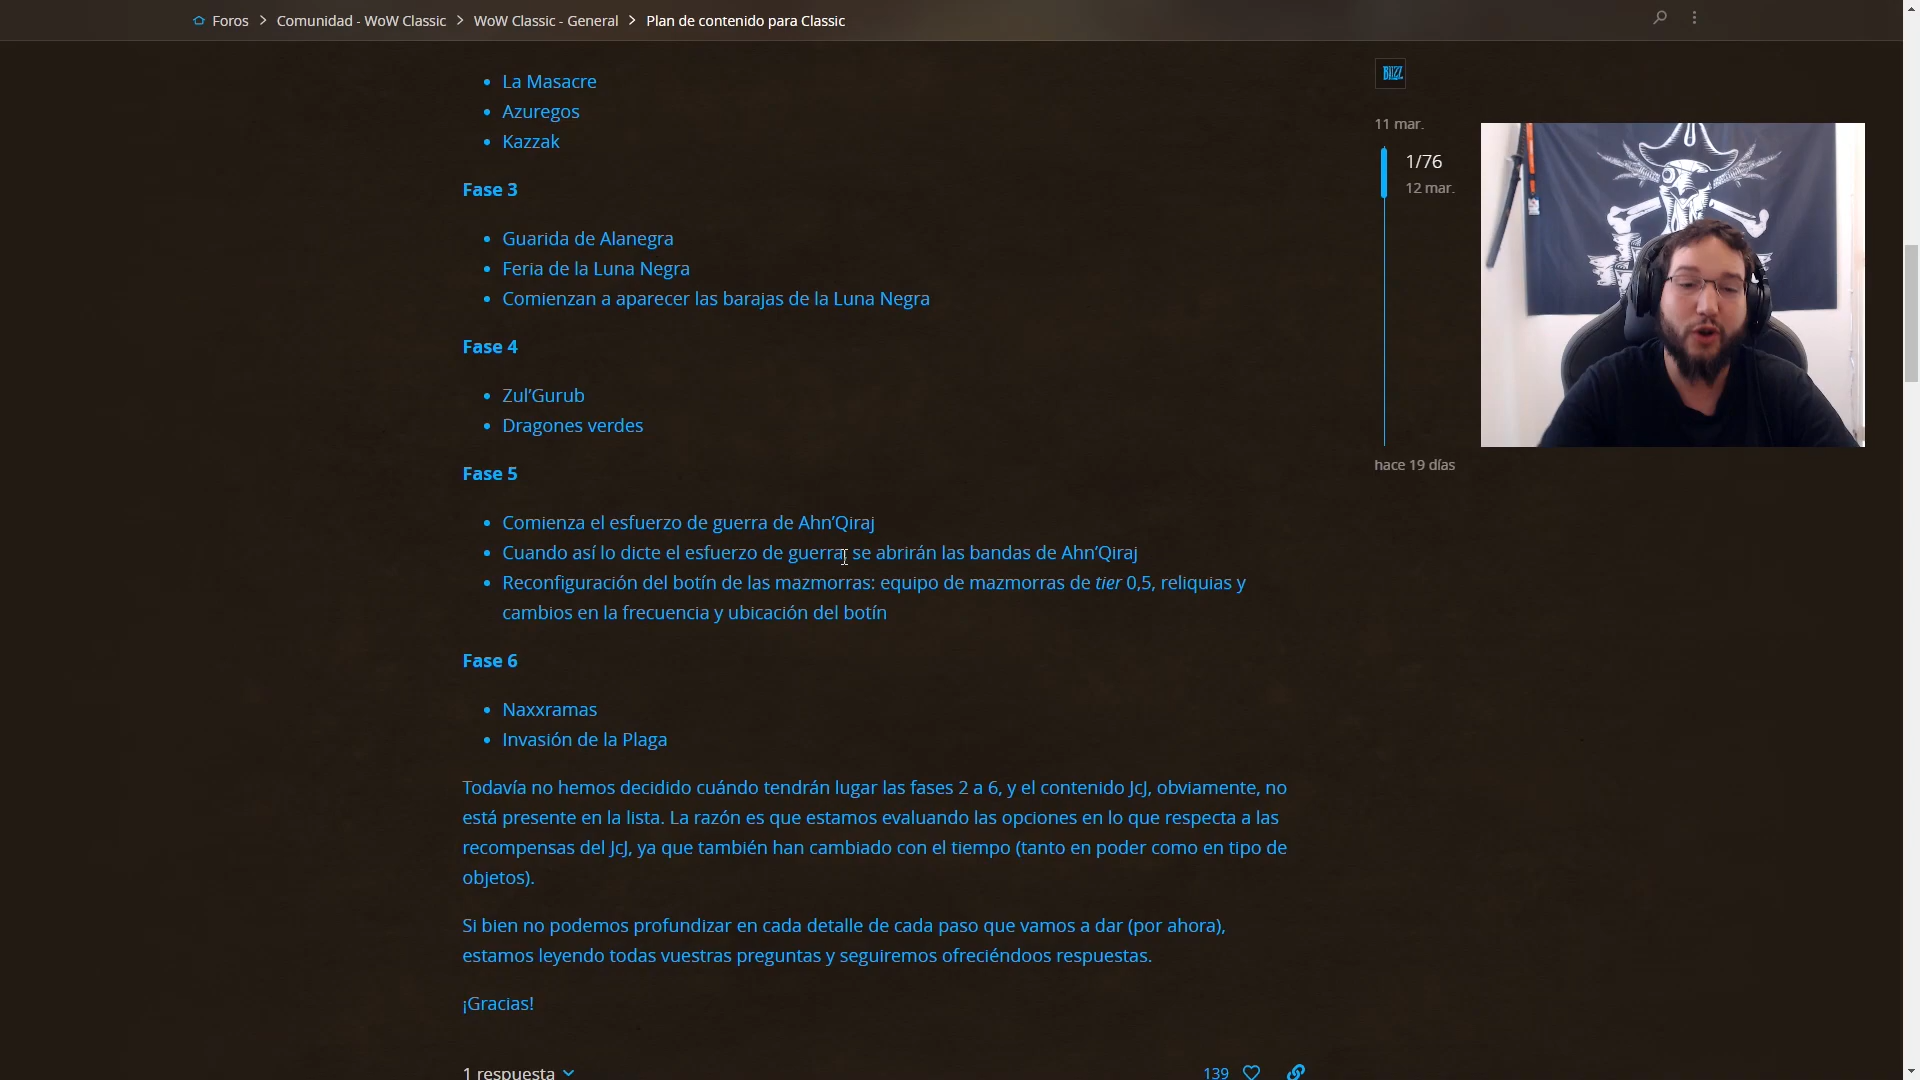 Foros > Comunidad - WoW Classic > WoW Classic - General > Plan de contenido para Classic
La Masacre
Azuregos
Kazzak
Fase 3
Guarida de Alanegra
Feria de la Luna Negra
Comienzan a aparecer las barajas de la Luna Negra
Fase 4
Zul’Gurub
Dragones verdes
Fase 5
Comienza el esfuerzo de guerra de Ahn’Qiraj
Cuando así lo dicte el esfuerzo de guerra, se abrirán las bandas de Ahn’Qiraj
Reconfiguración del botín de las mazmorras: equipo de mazmorras de tier 0,5, reliquias y
cambios en la frecuencia y ubicación del botín
Fase 6
Naxxramas
Invasión de la Plaga
Todavía no hemos decidido cuándo tendrán lugar las fases 2 a 6, y el contenido JcJ, obviamente, no
está presente en la lista. La razón es que estamos evaluando las opciones en lo que respecta a las
recompensas del JcJ, ya que también han cambiado con el tiempo (tanto en poder como en tipo de
objetos).
Si bien no podemos profundizar en cada detalle de cada paso que vamos a dar (por ahora),
estamos leyendo todas vuestras preguntas y seguiremos ofreciéndoos respuestas.
¡Gracias!
1 respuesta
139
BLIZZ
11 mar.
1/76
12 mar.
hace 19 días